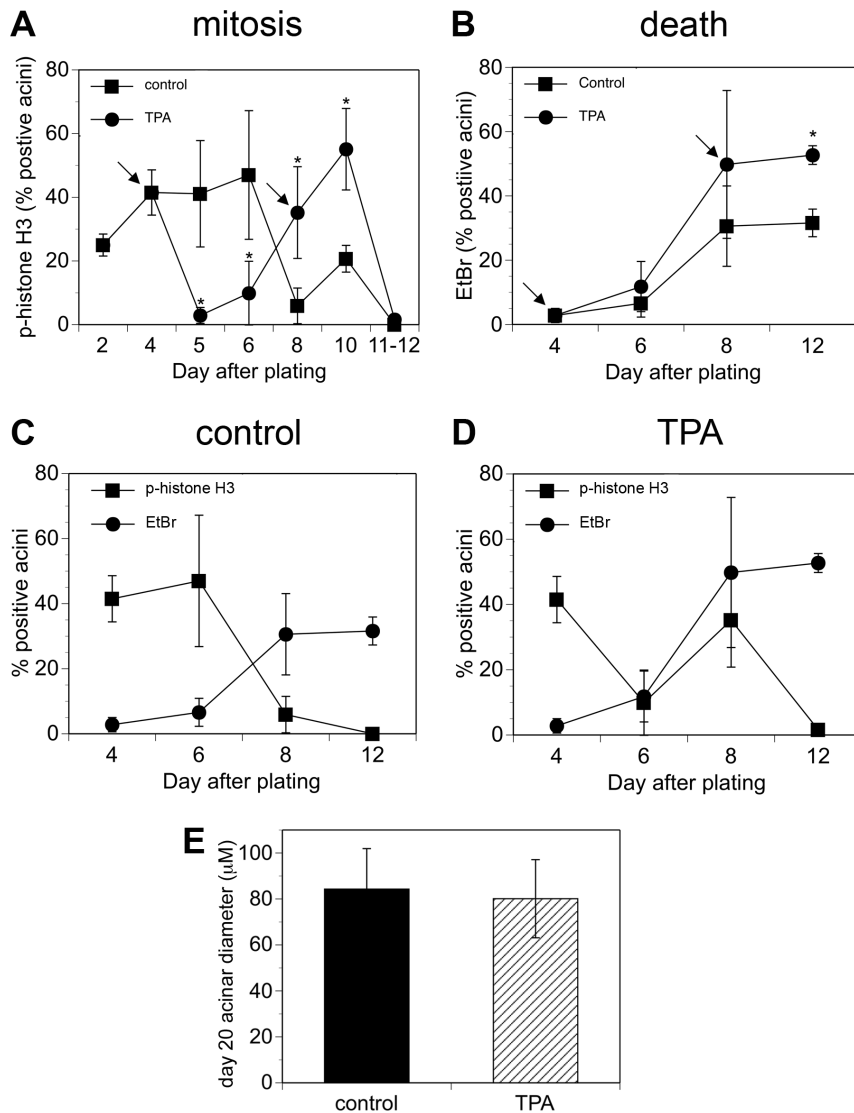 A mitosis
p-histone H3 (% postive acini)
80
60
40
20
0
control
TPA
*
*
*
*
2 4 5 6 8 10 11-12
Day after plating
B death
EtBr (% postiive acini)
80
60
40
20
0
Control
TPA
*
4 6 8 12
Day after plating
C control
% positive acini
80
60
40
20
0
p-histone H3
EtBr
4 6 8 12
Day after plating
D TPA
% positive acini
80
60
40
20
0
p-histone H3
EtBr
4 6 8 12
Day after plating
E
day 20 acinar diameter (µM)
100
80
60
40
20
0
control TPA